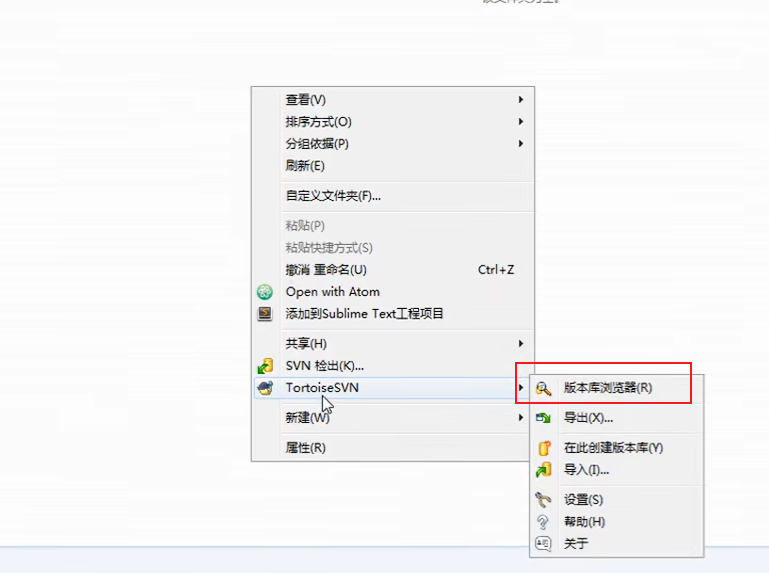 查看(V)
排序方式(O)
分组依据(P)
刷新(E)
自定义文件夹(F)...
粘贴(P)
粘贴快捷方式(S)
撤消 重命名(U) Ctrl+Z
Open with Atom
添加到Sublime Text工程项目
共享(H)
SVN 检出(K)...
TortoiseSVN
新建(W)
属性(R)
版本库浏览器(R)
导出(X)...
在此创建版本库(Y)
导入(I)...
设置(S)
帮助(H)
关于